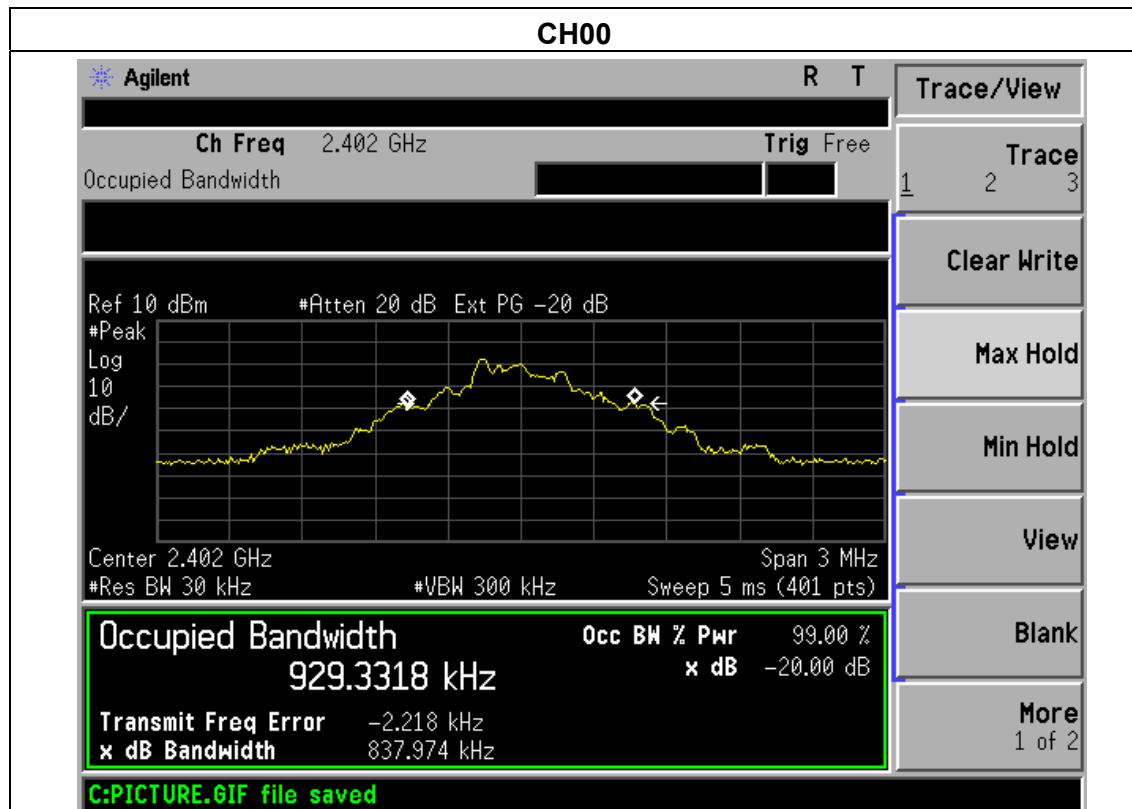 CH00
Agilent R T
Ch Freq 2.402 GHz Trig Free
Occupied Bandwidth
Ref 10 dBm #Atten 20 dB Ext PG -20 dB
#Peak
Log
10
dB/
Center 2.402 GHz Span 3 MHz
#Res BW 30 kHz #VBW 300 kHz Sweep 5 ms (401 pts)
Occupied Bandwidth Occ BW % Pwr 99.00 %
929.3318 kHz x dB -20.00 dB
Transmit Freq Error -2.218 kHz
x dB Bandwidth 837.974 kHz
C:PICTURE.GIF file saved
Trace/View
Trace
1 2 3
Clear Write
Max Hold
Min Hold
View
Blank
More
1 of 2